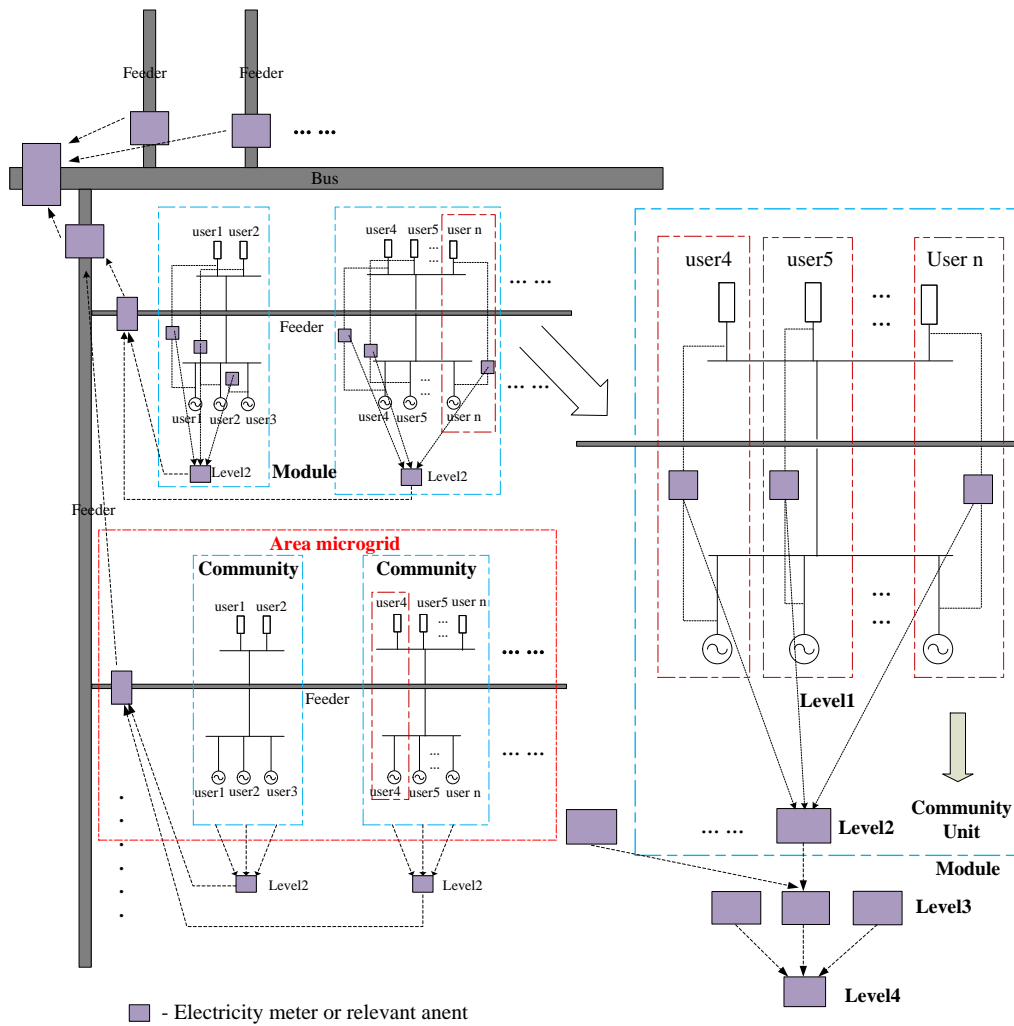 Feeder
Feeder
... ...
Bus
user1 user2
user4 user5 user n
... ...
... ...
Feeder
user1 user2 user3
user4 user5 user n
... ...
... ...
Level2
Module
Level2
Feeder
Area microgrid
Community
Community
user1 user2
user4 user5 user n
... ...
... ...
Feeder
user1 user2 user3
user4 user5 user n
... ...
... ...
Level2
Level2
user4 user5 User n
... ...
... ...
Level1
... ...
Level2
Community
Unit
Module
Level3
Level4
- Electricity meter or relevant anent